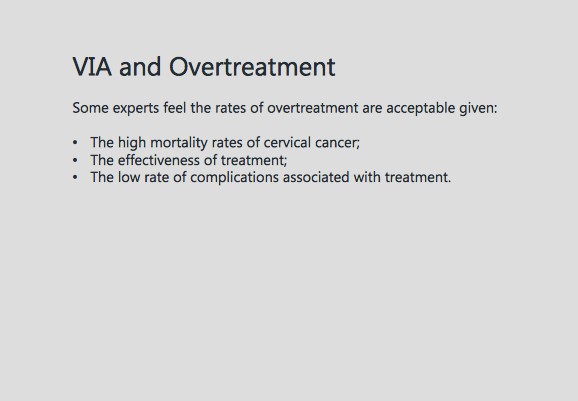 VIA and Overtreatment
Some experts feel the rates of overtreatment are acceptable given:
• The high mortality rates of cervical cancer;
• The effectiveness of treatment;
• The low rate of complications associated with treatment.